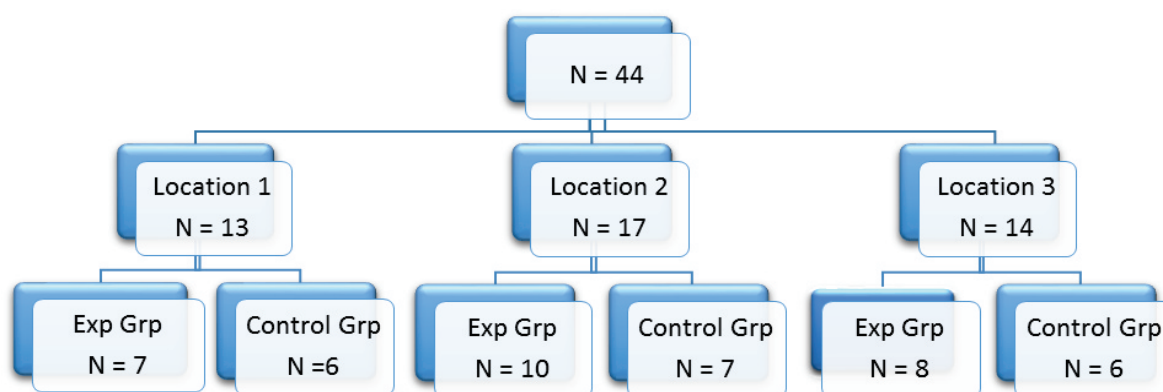 N = 44
Location 1
N = 13
Location 2
N = 17
Location 3
N = 14
Exp Grp
N = 7
Control Grp
N =6
Exp Grp
N = 10
Control Grp
N = 7
Exp Grp
N = 8
Control Grp
N = 6